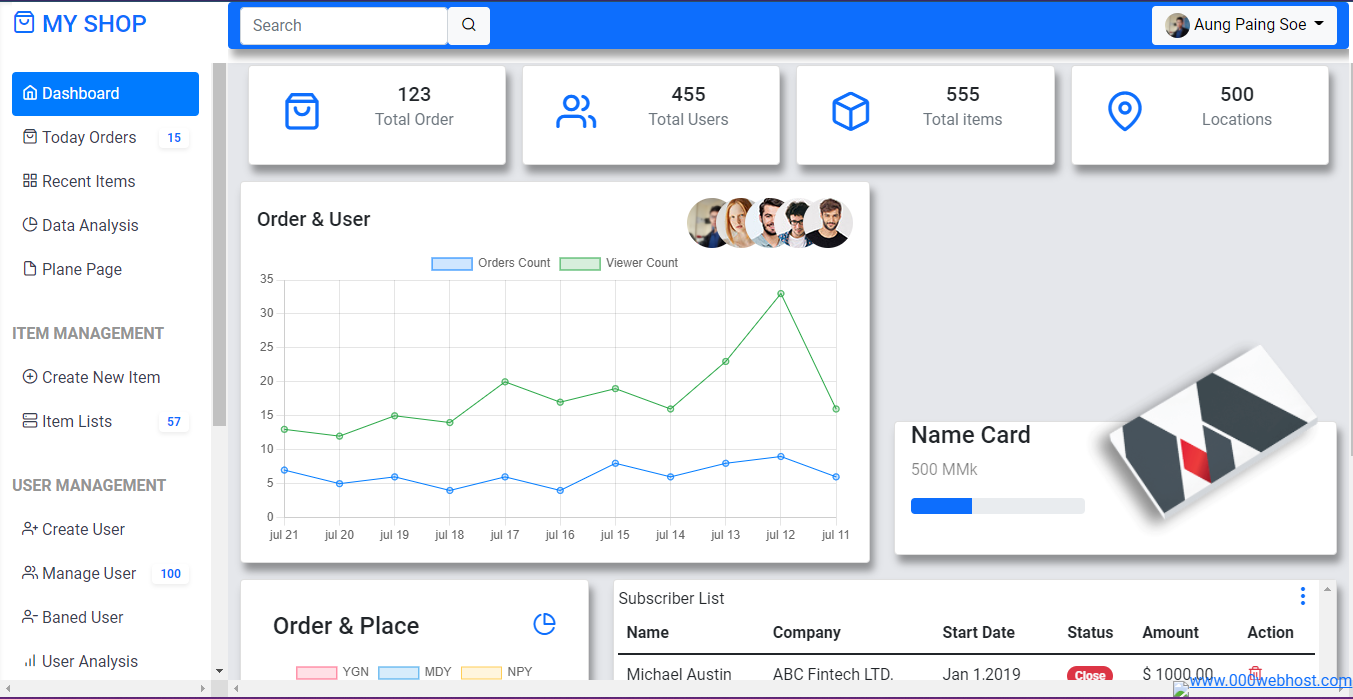 MY SHOP
Search
Aung Paing Soe
Dashboard
Today Orders 15
Recent Items
Data Analysis
Plane Page
ITEM MANAGEMENT
Create New Item
Item Lists 57
USER MANAGEMENT
Create User
Manage User 100
Baned User
User Analysis
123
Total Order
455
Total Users
555
Total items
500
Locations
Order & User
Orders Count Viewer Count
35
30
25
20
15
10
5
0
jul 21 jul 20 jul 19 jul 18 jul 17 jul 16 jul 15 jul 14 jul 13 jul 12 jul 11
Name Card
500 MMk
Order & Place
YGN MDY NPY
Subscriber List
Name Company Start Date Status Amount Action
Michael Austin ABC Fintech LTD. Jan 1,2019 Close $ 1000.00
www.000webhost.com